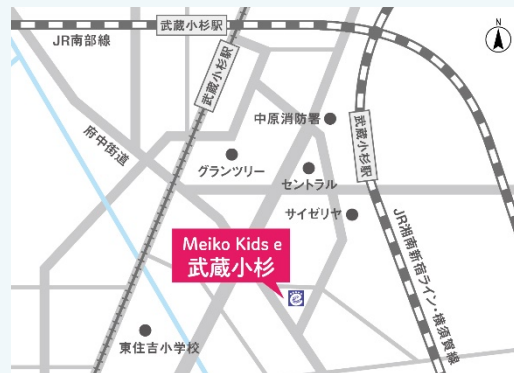 武蔵小杉駅
N
JR南部線
武蔵小杉駅
中原消防署
武蔵小杉駅
府中街道
グランツリー
セントラル
サイゼリヤ
JR湘南新宿ライン・横須賀線
Meiko Kids e
武蔵小杉
e
東住吉小学校